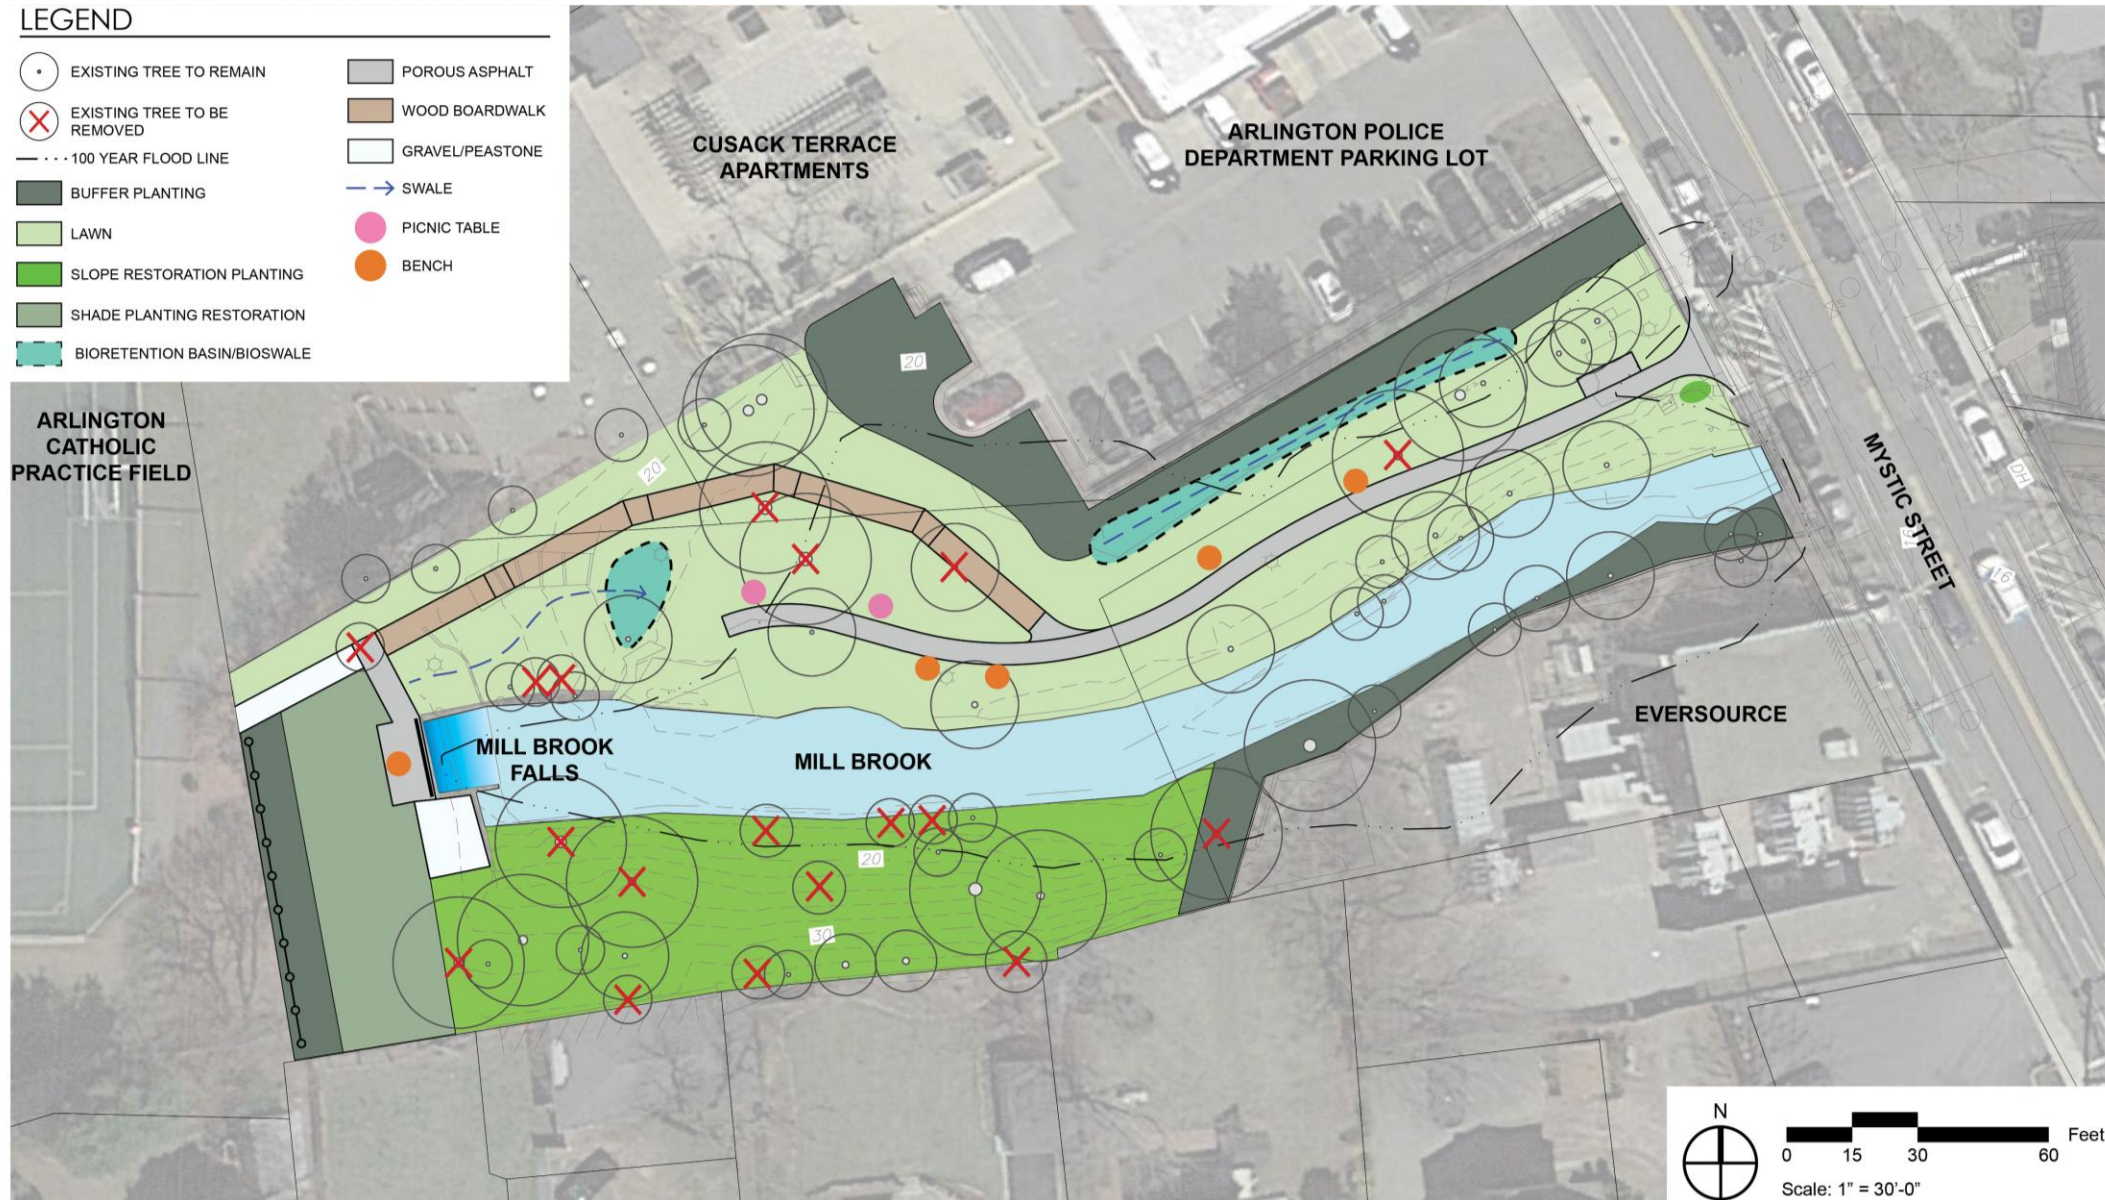 LEGEND
EXISTING TREE TO REMAIN
EXISTING TREE TO BE
REMOVED
100 YEAR FLOOD LINE
BUFFER PLANTING
LAWN
SLOPE RESTORATION PLANTING
SHADE PLANTING RESTORATION
BIORETENTION BASIN/BIOSWALE
POROUS ASPHALT
WOOD BOARDWALK
GRAVEL/PEASTONE
SWALE
PICNIC TABLE
BENCH
CUSACK TERRACE
APARTMENTS
ARLINGTON POLICE
DEPARTMENT PARKING LOT
ARLINGTON
CATHOLIC
PRACTICE FIELD
20
20
MYSTIC STREET
DH
16
MILL BROOK
FALLS
MILL BROOK
EVERSOURCE
20
30
N
0 15 30 60 Feet
Scale: 1" = 30'-0"